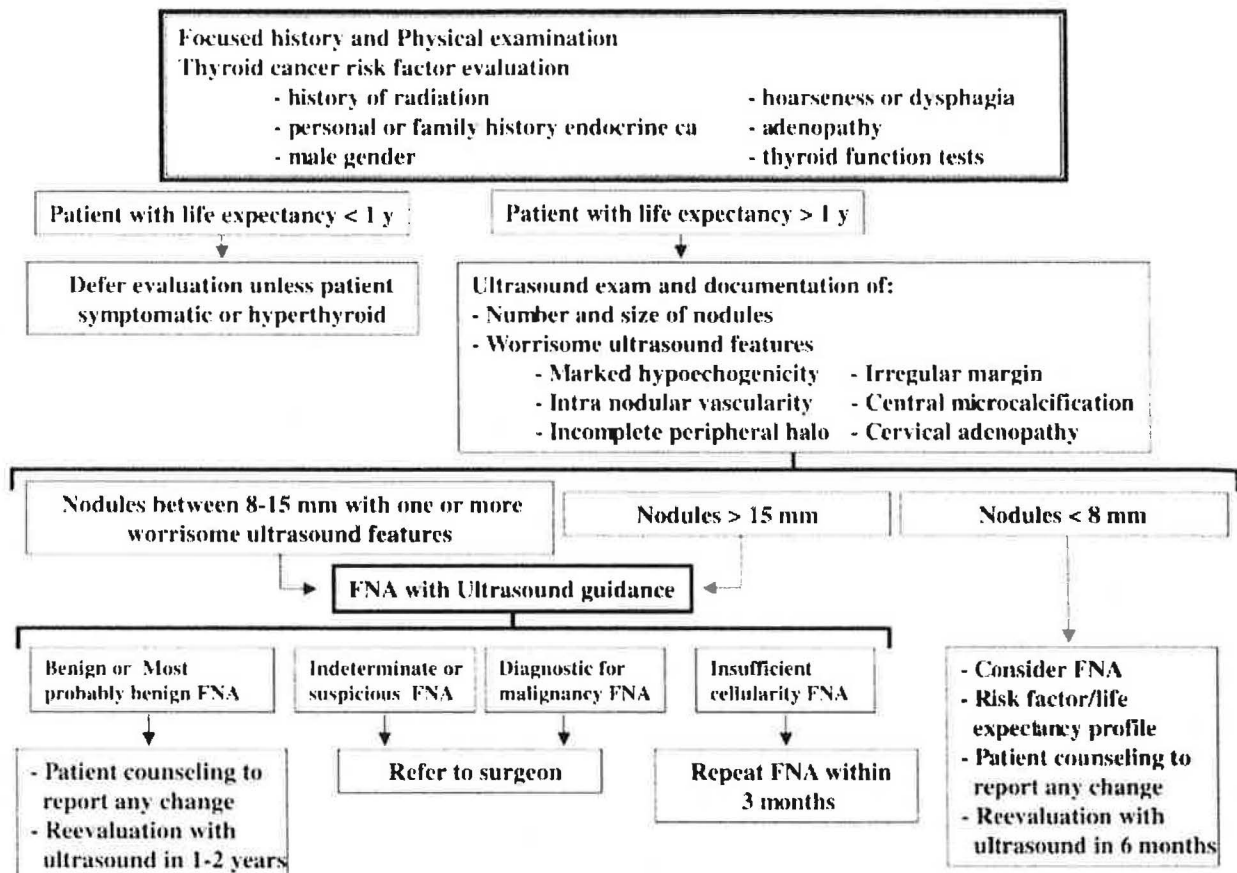 Focused history and Physical examination
Thyroid cancer risk factor evaluation
- history of radiation
- personal or family history endocrine ca
- male gender
- hoarseness or dysphagia
- adenopathy
- thyroid function tests
Patient with life expectancy < 1 y
Patient with life expectancy > 1 y
Defer evaluation unless patient
symptomatic or hyperthyroid
Ultrasound exam and documentation of:
- Number and size of nodules
- Worrisome ultrasound features
- Marked hypoechogenicity
- Intra nodular vascularity
- Incomplete peripheral halo
- Irregular margin
- Central microcalcification
- Cervical adenopathy
Nodules between 8-15 mm with one or more
worrisome ultrasound features
Nodules > 15 mm
Nodules < 8 mm
FNA with Ultrasound guidance
Benign or Most
probably benign FNA
Indeterminate or
suspicious FNA
Diagnostic for
malignancy FNA
Insufficient
cellularity FNA
- Patient counseling to
report any change
- Reevaluation with
ultrasound in 1-2 years
Refer to surgeon
Repeat FNA within
3 months
- Consider FNA
- Risk factor/life
expectancy profile
- Patient counseling to
report any change
- Reevaluation with
ultrasound in 6 months